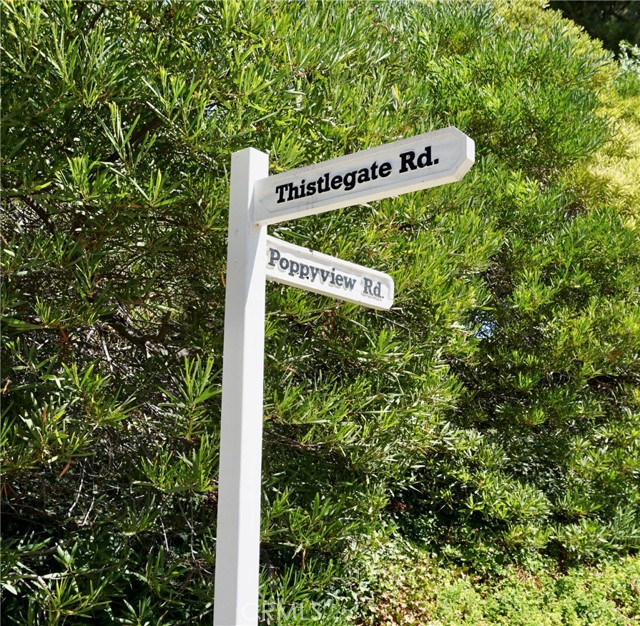 Thistlegate Rd.
Poppyview Rd.
CRMLS